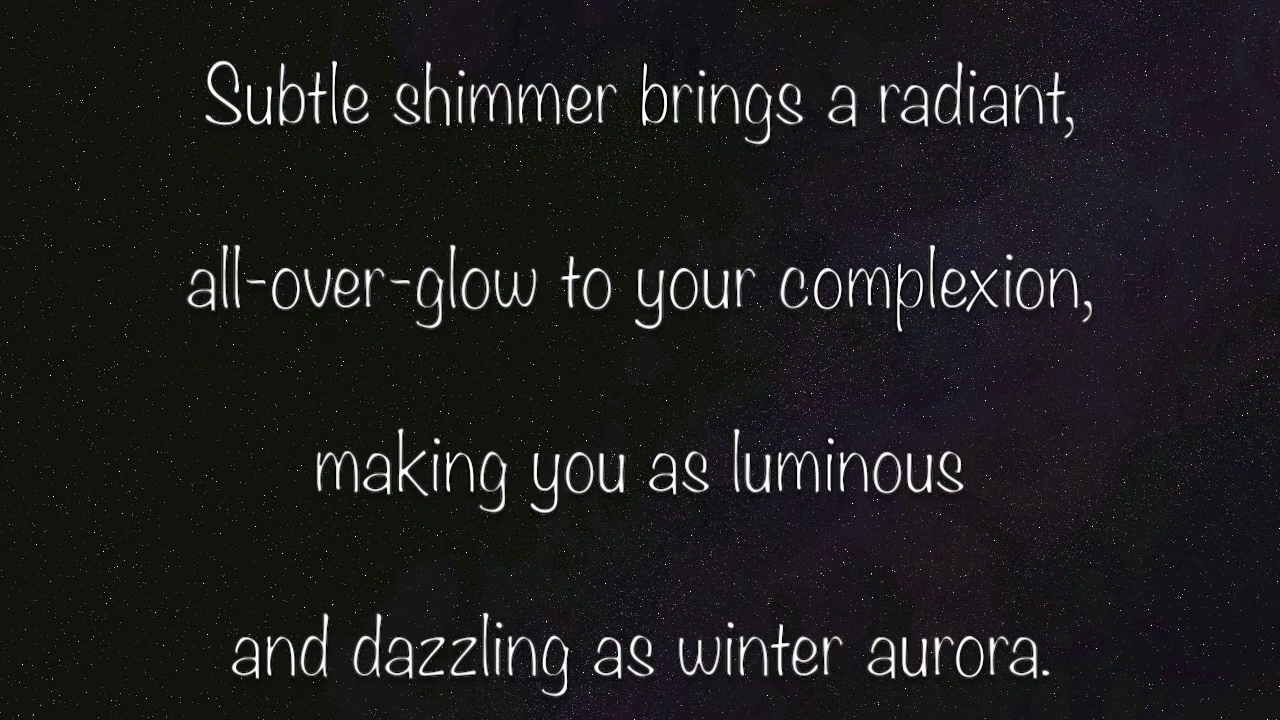 Subtle shimmer brings a radiant,
all-over-glow to your complexion,
making you as luminous
and dazzling as winter aurora.